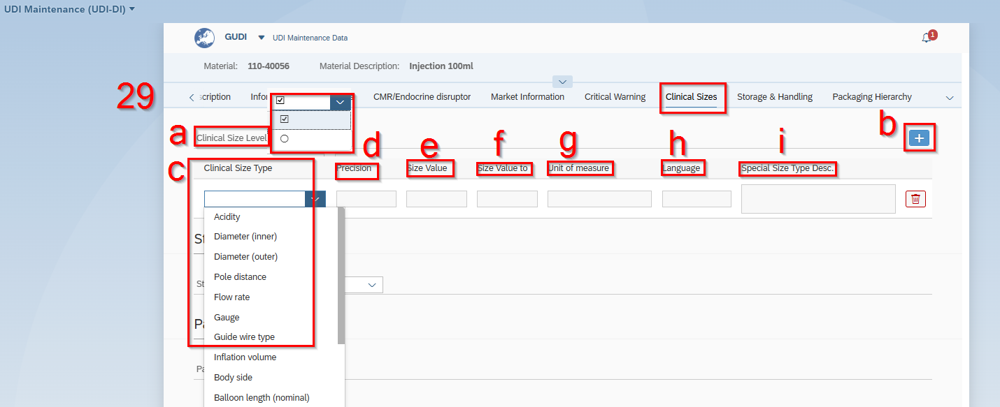 UDI Maintenance (UDI-DI)
GUDI UDI Maintenance Data 1
Material: 110-40056 Material Description: Injection 100ml
29
scription Infor CMR/Endocrine disruptor Market Information Critical Warning Clinical Sizes Storage & Handling Packaging Hierarchy
a Clinical Size Level b
c d e f g h i
Clinical Size Type Precision Size Value Size Value to Unit of measure Language Special Size Type Desc.
Acidity
Diameter (inner)
St
Diameter (outer)
Pole distance
St
Flow rate
Gauge
Pa
Guide wire type
Inflation volume
Pa
Body side
Balloon length (nominal)